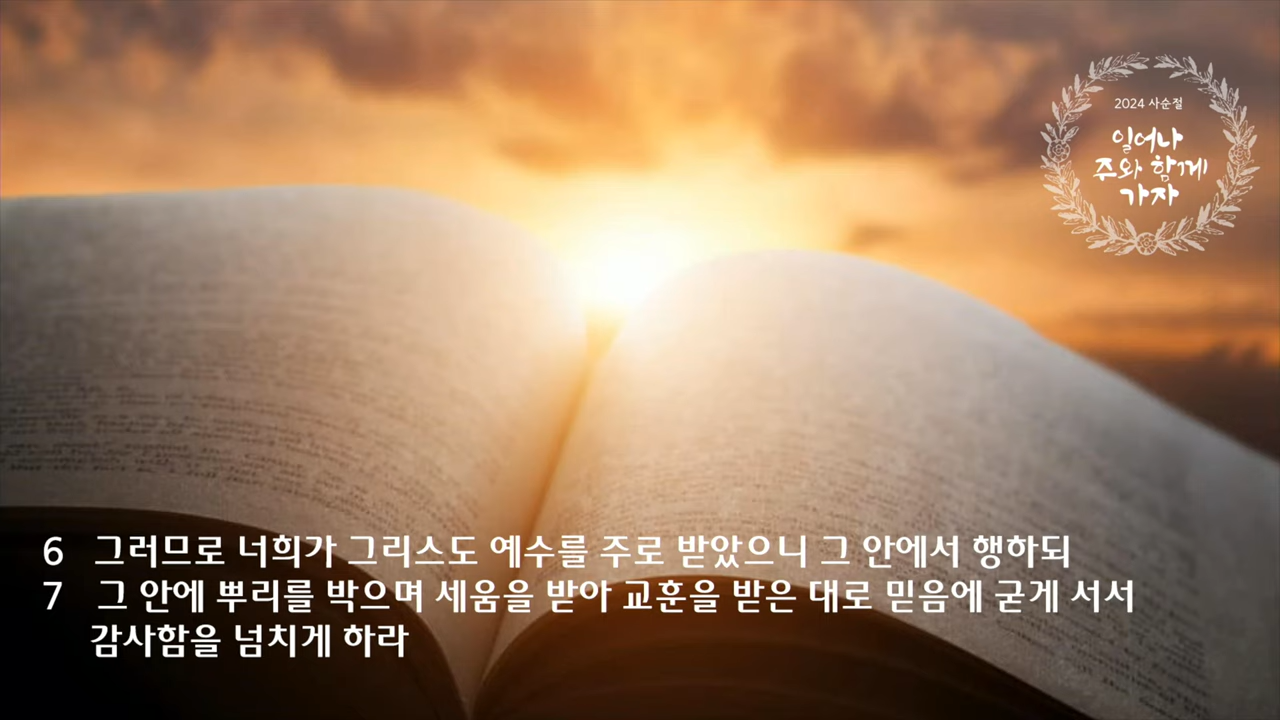 2024 사순절
일어나
주와 함께
가자
6 그러므로 너희가 그리스도 예수를 주로 받았으니 그 안에서 행하되
7 그 안에 뿌리를 박으며 세움을 받아 교훈을 받은 대로 믿음에 굳게 서서
감사함을 넘치게 하라